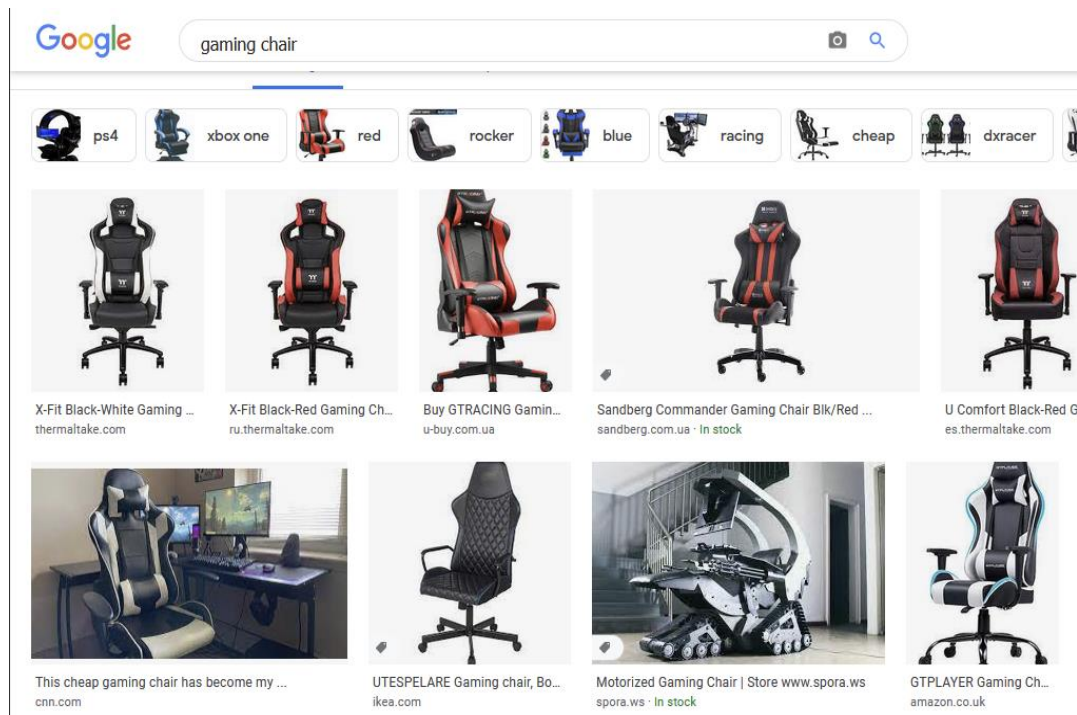 Google
gaming chair
ps4
xbox one
red
rocker
blue
racing
cheap
dxracer
X-Fit Black-White Gaming ...
thermaltake.com
X-Fit Black-Red Gaming Ch...
ru.thermaltake.com
Buy GTRACING Gamin...
u-buy.com.ua
Sandberg Commander Gaming Chair Blk/Red ...
sandberg.com.ua · In stock
U Comfort Black-Red G
es.thermaltake.com
This cheap gaming chair has become my ...
cnn.com
UTESPELARE Gaming chair, Bo...
ikea.com
Motorized Gaming Chair | Store www.spora.ws
spora.ws · In stock
GTPLAYER Gaming Ch...
amazon.co.uk